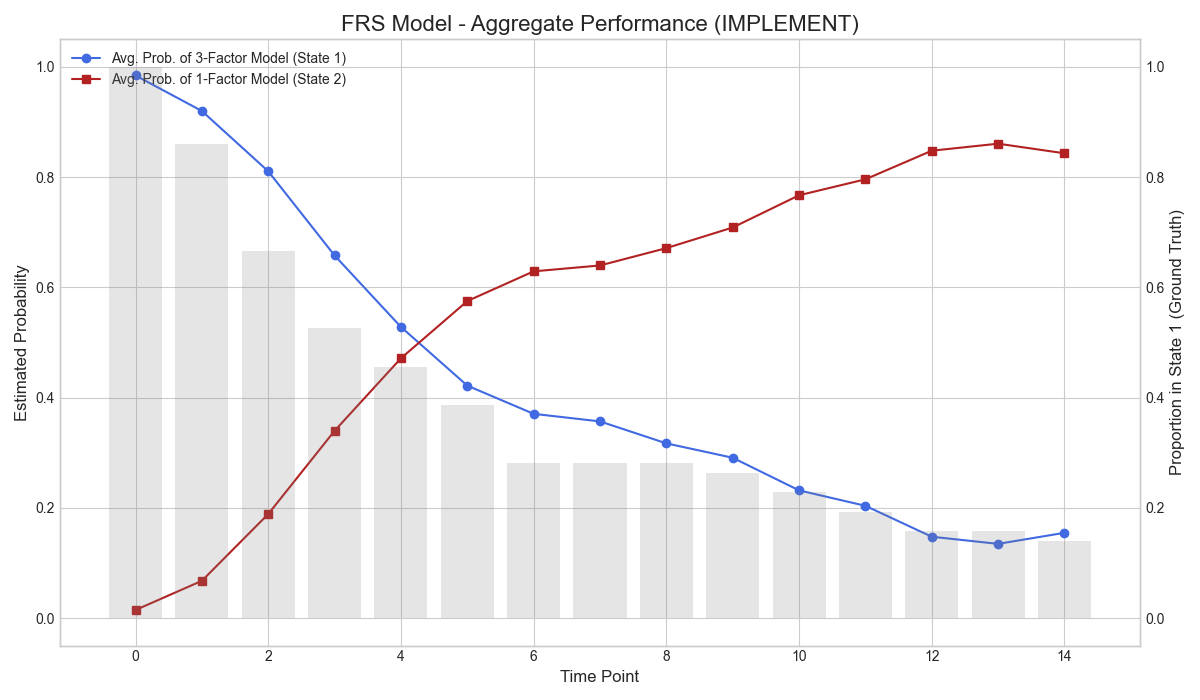 FRS Model - Aggregate Performance (IMPLEMENT)
Avg. Prob. of 3-Factor Model (State 1)
Avg. Prob. of 1-Factor Model (State 2)
Estimated Probability
1.0
0.8
0.6
0.4
0.2
0.0
1.0
0.8
0.6
0.4
0.2
0.0
Proportion in State 1 (Ground Truth)
0 2 4 6 8 10 12 14
Time Point